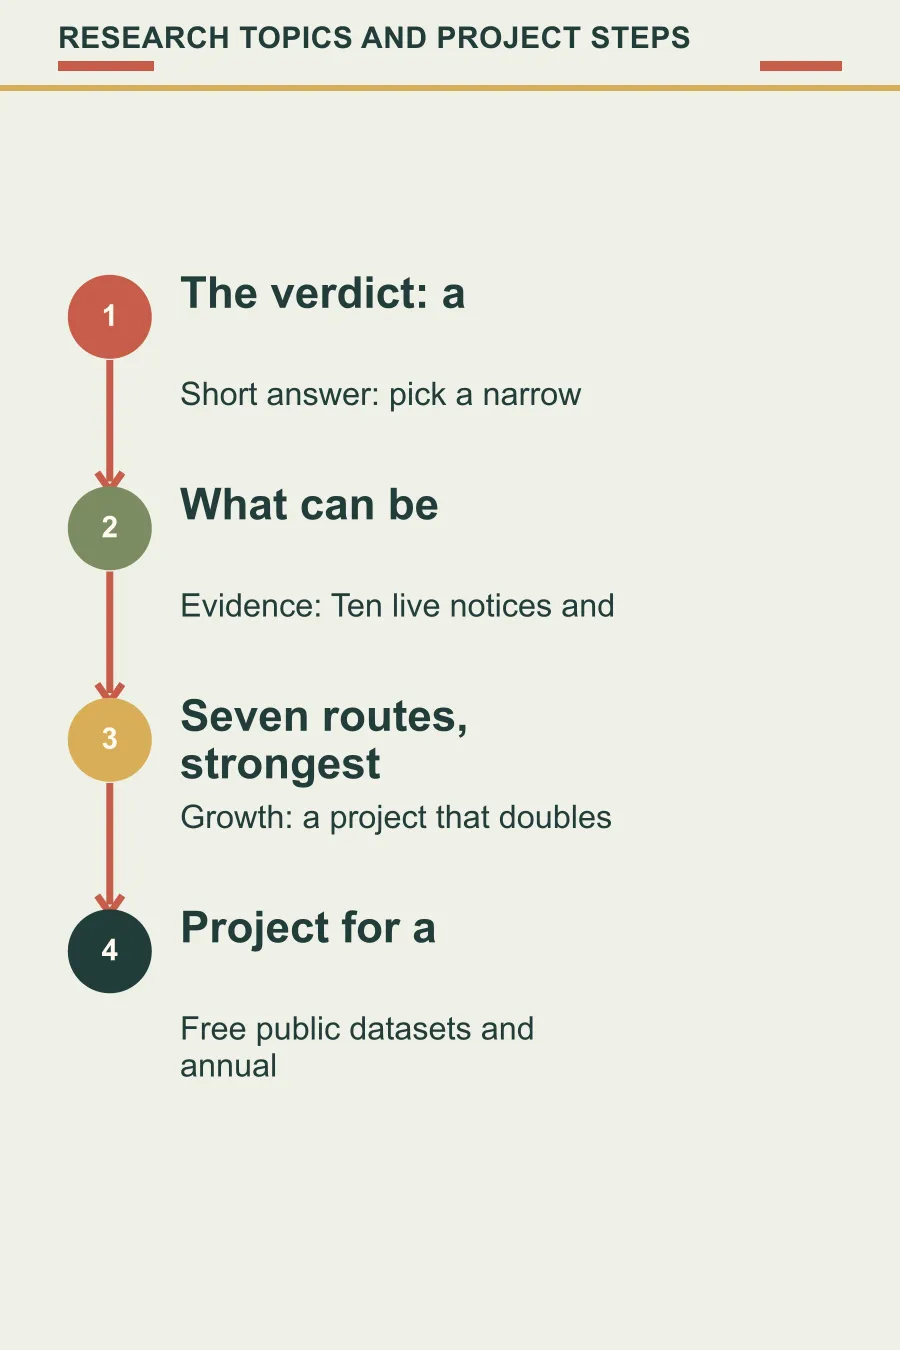 RESEARCH TOPICS AND PROJECT STEPS
1
The verdict: a
Short answer: pick a narrow
2
What can be
Evidence: Ten live notices and
3
Seven routes,
strongest
Growth: a project that doubles
4
Project for a
Free public datasets and
annual